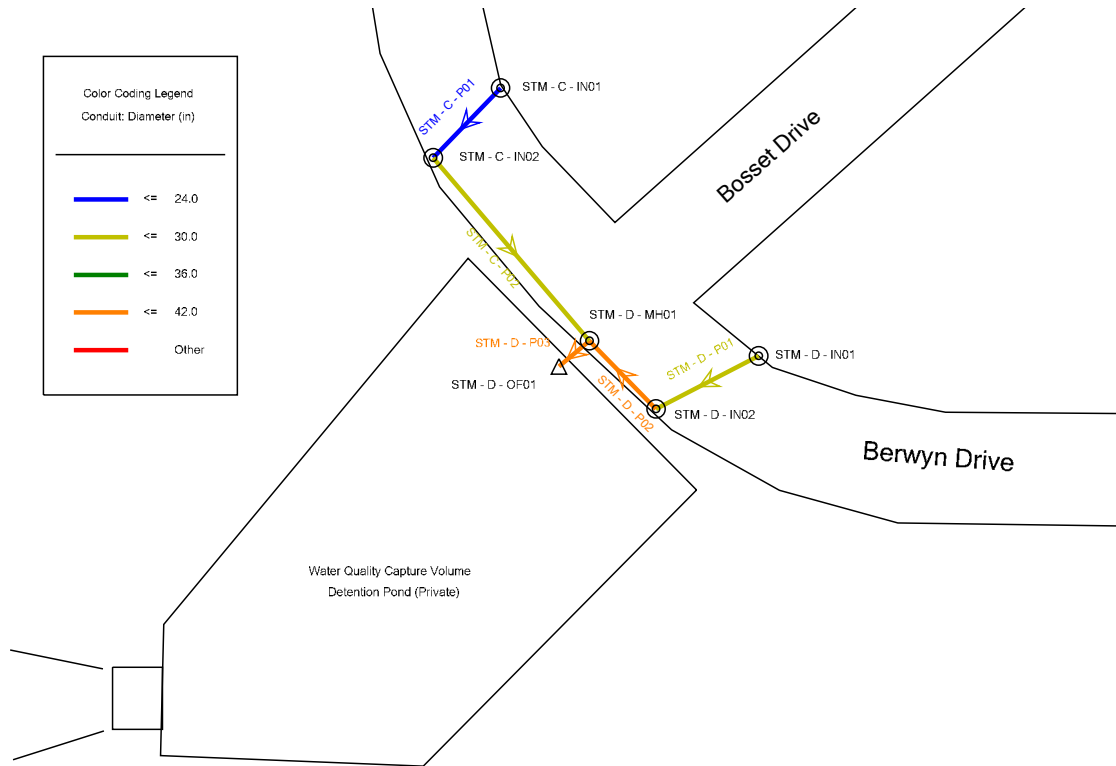 Color Coding Legend
Conduit: Diameter (in)
<= 24.0
<= 30.0
<= 36.0
<= 42.0
Other
STM - C - P01
STM - C - IN01
STM - C - IN02
Bosset Drive
STM - C - P02
STM - D - MH01
STM - D - P03
STM - D - P01
STM - D - IN01
STM - D - OF01
STM - D - P02
STM - D - IN02
Berwyn Drive
Water Quality Capture Volume
Detention Pond (Private)